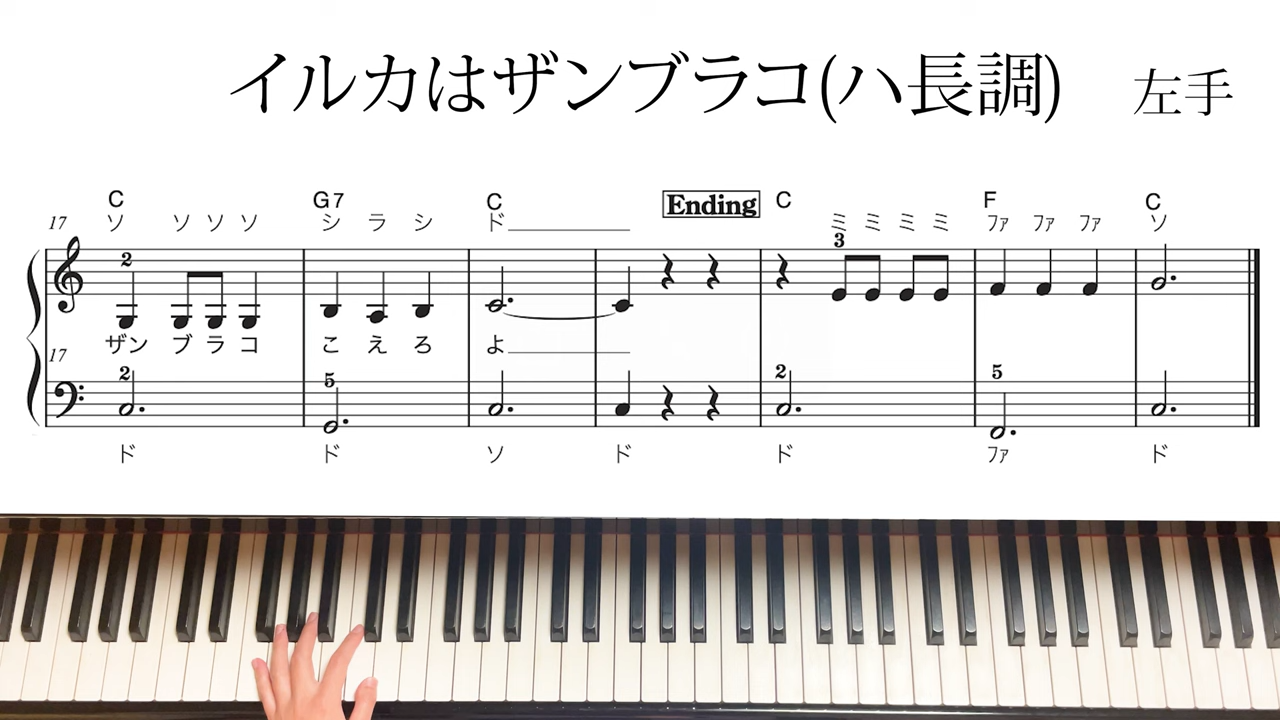 イルカはザンブラコ(ハ長調) 左手
C G7 C Ending C F C
17 ソ ソ ソ ソ シ ラ シ ド ミ ミ ミ ミ ファ ファ ファ ソ
2 3
ザン ブ ラ コ こ え ろ よ
17
2 5 2 5
ド ド ソ ド ド ファ ド